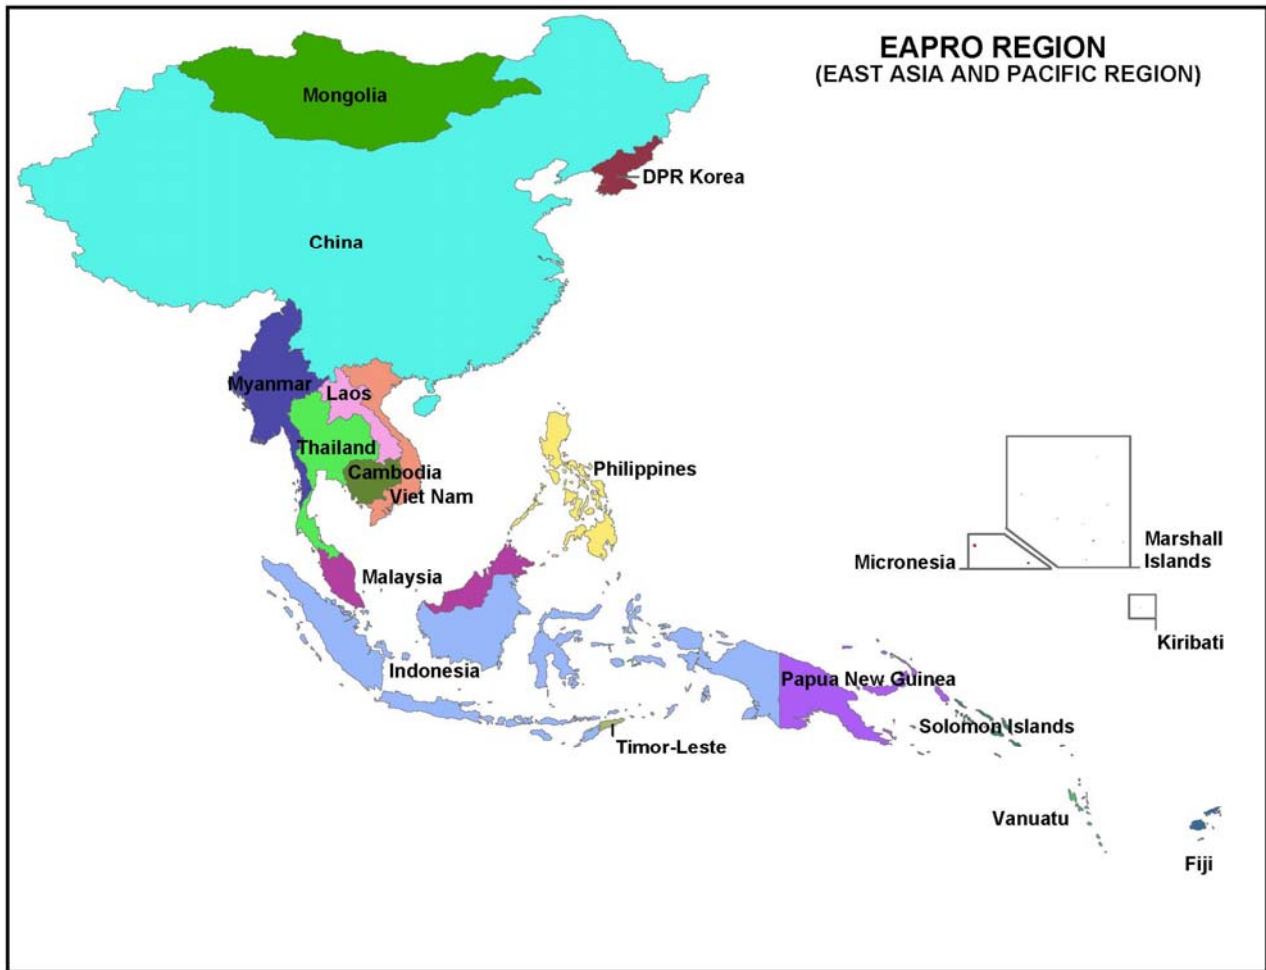 EAPRO REGION
(EAST ASIA AND PACIFIC REGION)
Mongolia
DPR Korea
China
Myanmar
Laos
Thailand
Cambodia
Viet Nam
Philippines
Micronesia
Marshall
Islands
Malaysia
Kiribati
Indonesia
Papua New Guinea
Solomon Islands
Timor-Leste
Vanuatu
Fiji